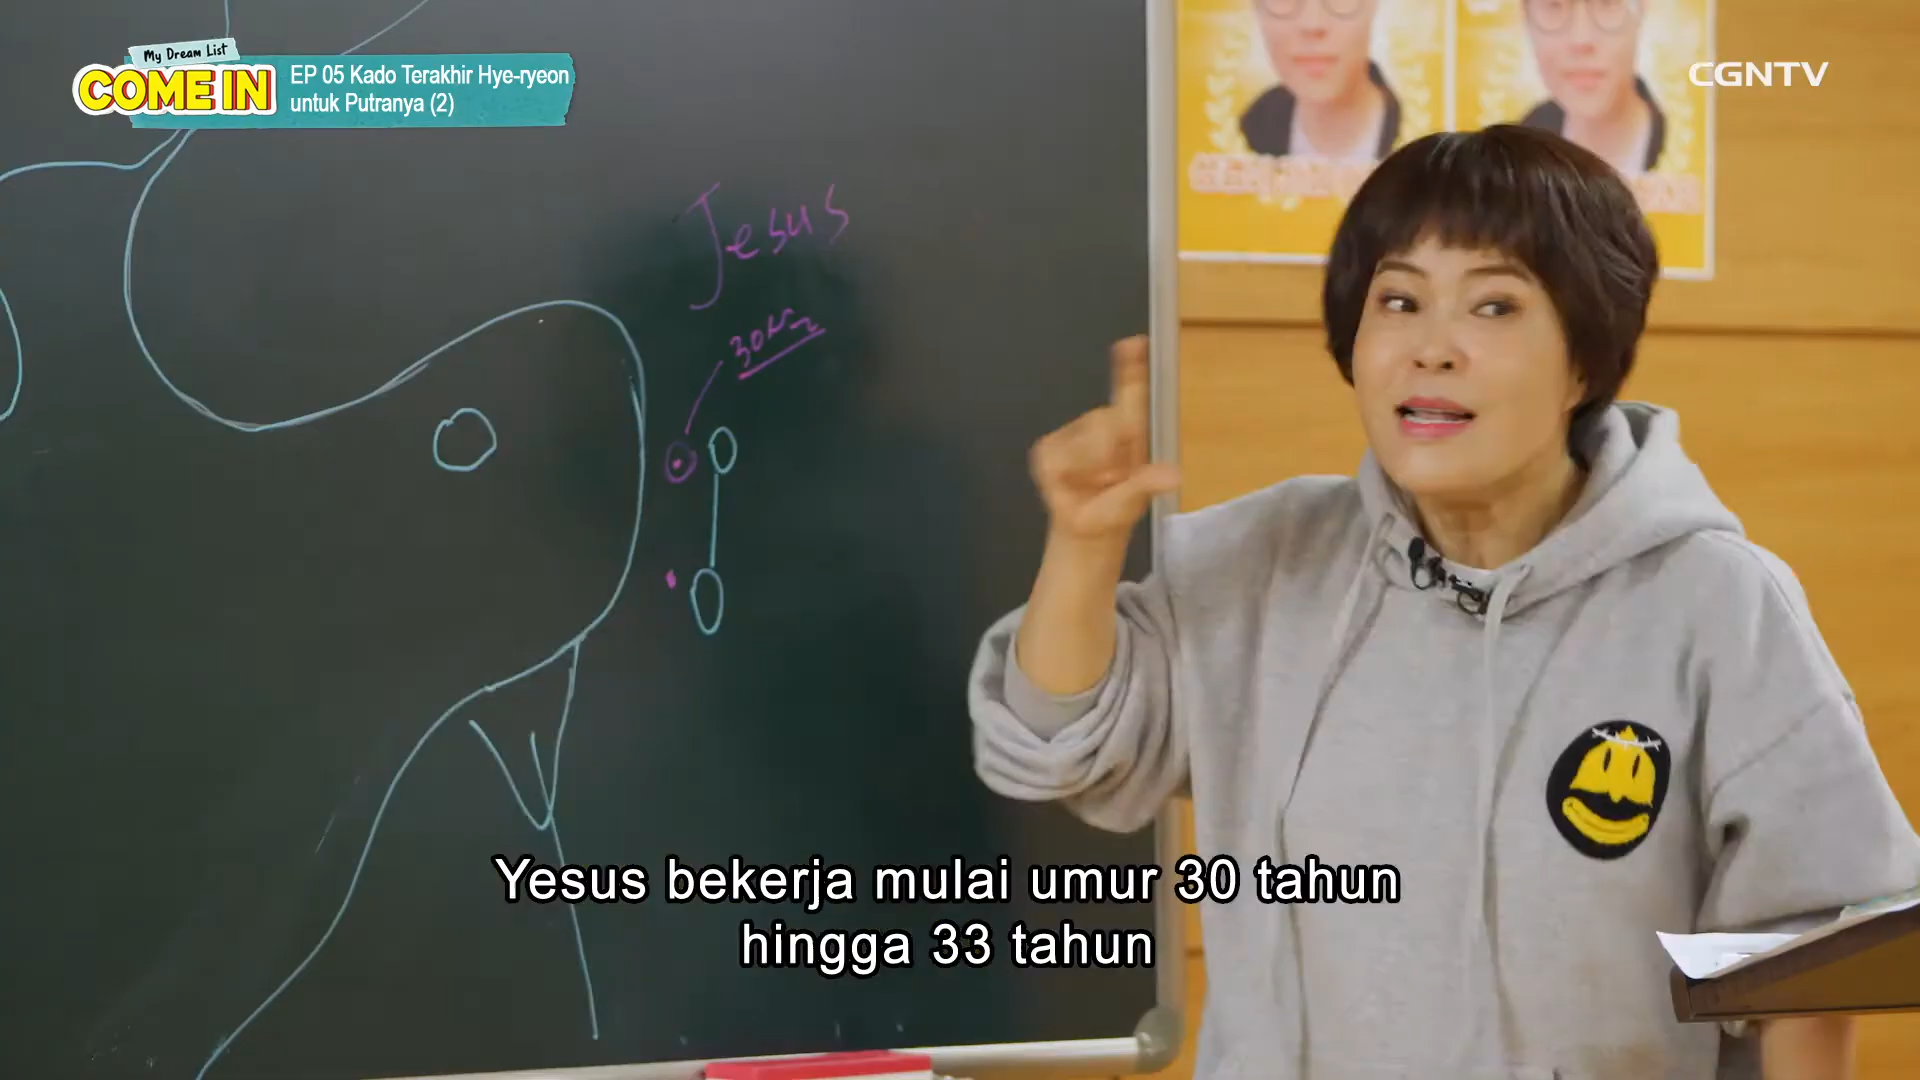 My Dream List
COME IN
EP 05 Kado Terakhir Hye-ryeon
untuk Putranya (2)
CGNTV
Jesus
Yesus bekerja mulai umur 30 tahun
hingga 33 tahun